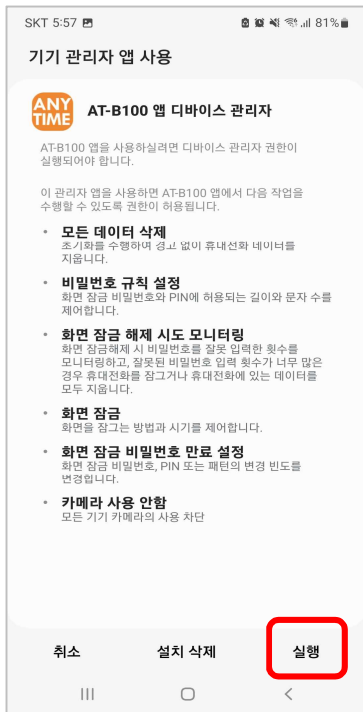 SKT 5:57
81%
기기 관리자 앱 사용
ANY
TIME
AT-B100 앱 디바이스 관리자
AT-B100 앱을 사용하실려면 디바이스 관리자 권한이
실행되어야 합니다.
이 관리자 앱을 사용하면 AT-B100 앱에서 다음 작업을
수행할 수 있도록 권한이 허용됩니다.
• 모든 데이터 삭제
초기화를 수행하여 경고 없이 휴대전화 데이터를
지웁니다.
• 비밀번호 규칙 설정
화면 잠금 비밀번호와 PIN에 허용되는 길이와 문자 수를
제어합니다.
• 화면 잠금 해제 시도 모니터링
화면 잠금해제 시 비밀번호를 잘못 입력한 횟수를
모니터링하고, 잘못된 비밀번호 입력 횟수가 너무 많은
경우 휴대전화를 잠그거나 휴대전화에 있는 데이터를
모두 지웁니다.
• 화면 잠금
화면을 잠그는 방법과 시기를 제어합니다.
• 화면 잠금 비밀번호 만료 설정
화면 잠금 비밀번호, PIN 또는 패턴의 변경 빈도를
변경합니다.
• 카메라 사용 안함
모든 기기 카메라의 사용 차단
취소
설치 삭제
실행